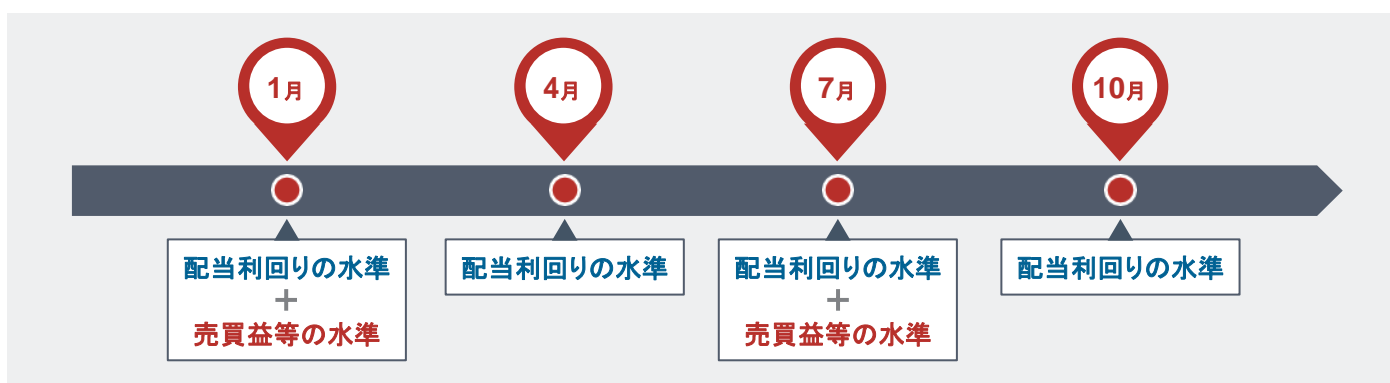 1月
4月
7月
10月
配当利回りの水準
+
売買益等の水準
配当利回りの水準
配当利回りの水準
+
売買益等の水準
配当利回りの水準